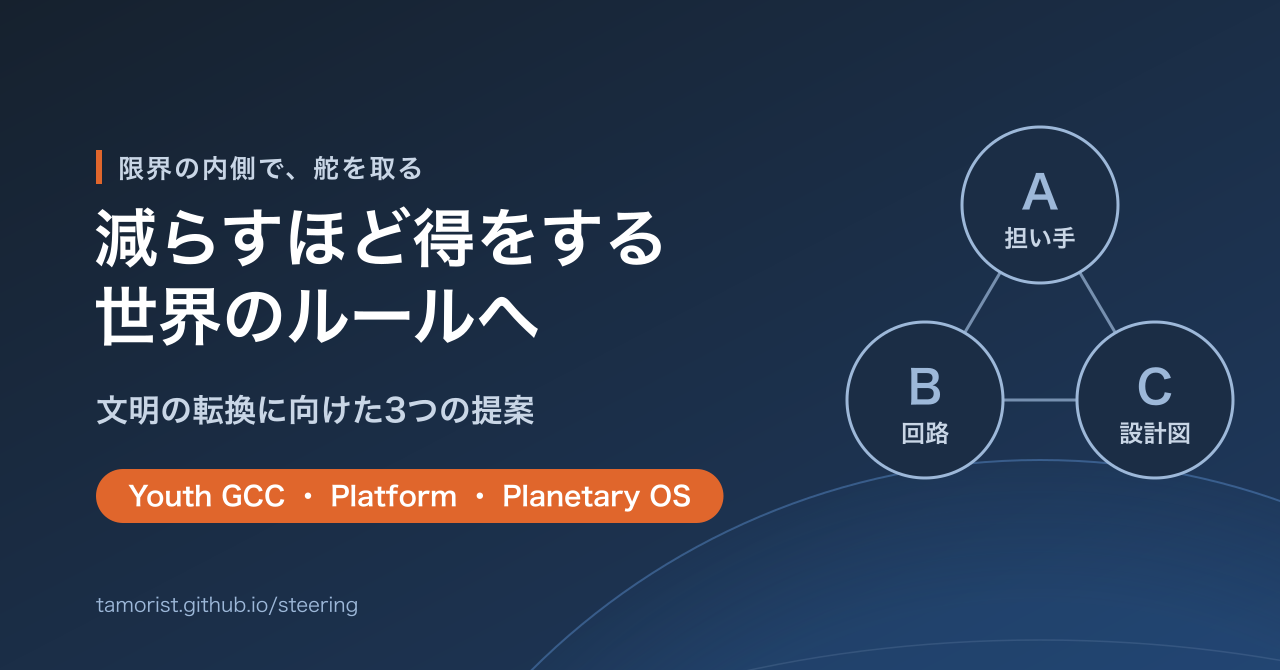 限界の内側で、舵を取る
減らすほど得をする
世界のルールへ
文明の転換に向けた3つの提案
Youth GCC ・ Platform ・ Planetary OS
tamorist.github.io/steering
A
担い手
B
回路
C
設計図